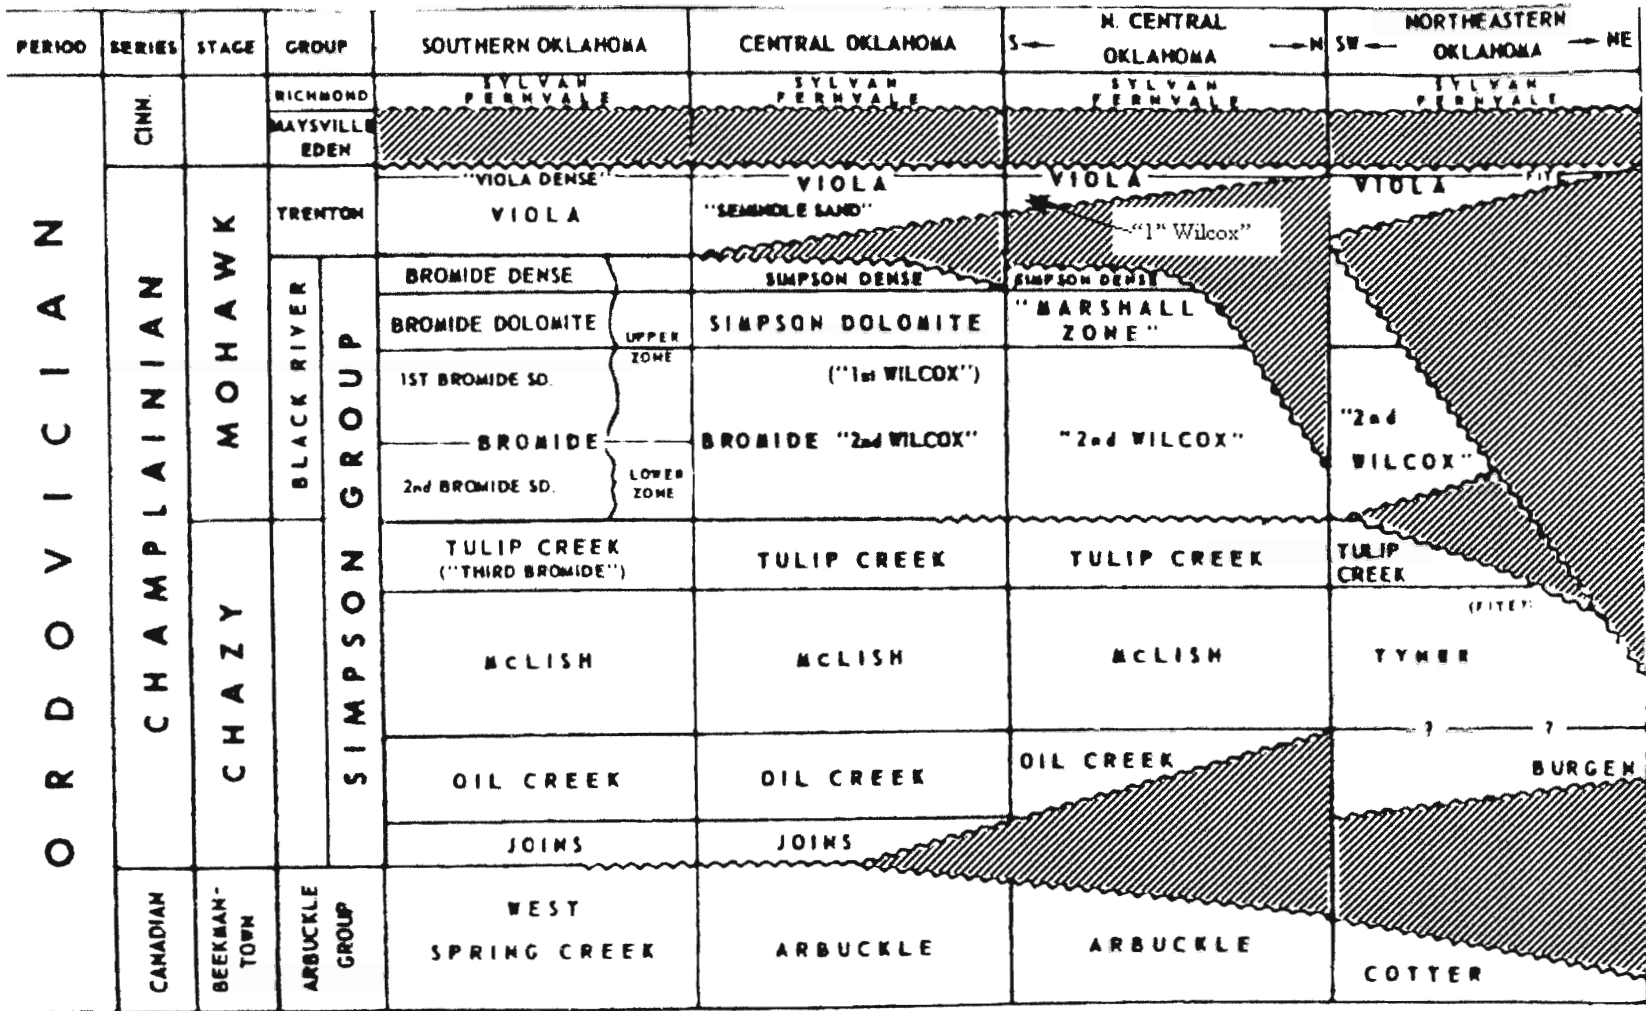 PERIOD
SERIES
STAGE
GROUP
SOUTHERN OKLAHOMA
CENTRAL OKLAHOMA
S
N. CENTRAL
OKLAHOMA
N
SW
NORTHEASTERN
OKLAHOMA
NE
ORDOVICIAN
CINN.
CHAMPLAINIAN
CANADIAN
MOHAWK
CHAZY
BEEKMAN-
TOWN
RICHMOND
MAYSVILLE
EDEN
TRENTON
BLACK RIVER
SIMPSON GROUP
ARBUCKLE
GROUP
SYLVAN
FERNVALE
"VIOLA DENSE"
VIOLA
BROMIDE DENSE
BROMIDE DOLOMITE
UPPER
ZONE
1ST BROMIDE SD.
BROMIDE
2nd BROMIDE SD.
LOWER
ZONE
TULIP CREEK
("THIRD BROMIDE")
MCLISH
OIL CREEK
JOINS
WEST
SPRING CREEK
SYLVAN
FERNVALE
VIOLA
"SEMINOLE SAND"
SIMPSON DENSE
SIMPSON DOLOMITE
("1st WILCOX")
BROMIDE "2nd WILCOX"
TULIP CREEK
MCLISH
OIL CREEK
JOINS
ARBUCKLE
SYLVAN
FERNVALE
VIOLA
"1" Wilcox"
SIMPSON DENSE
"MARSHALL
ZONE"
"2nd WILCOX"
TULIP CREEK
MCLISH
OIL CREEK
ARBUCKLE
SYLVAN
FERNVALE
VIOLA
"2nd
WILCOX"
TULIP
CREEK
TYNER
? ?
BURGEN
COTTER